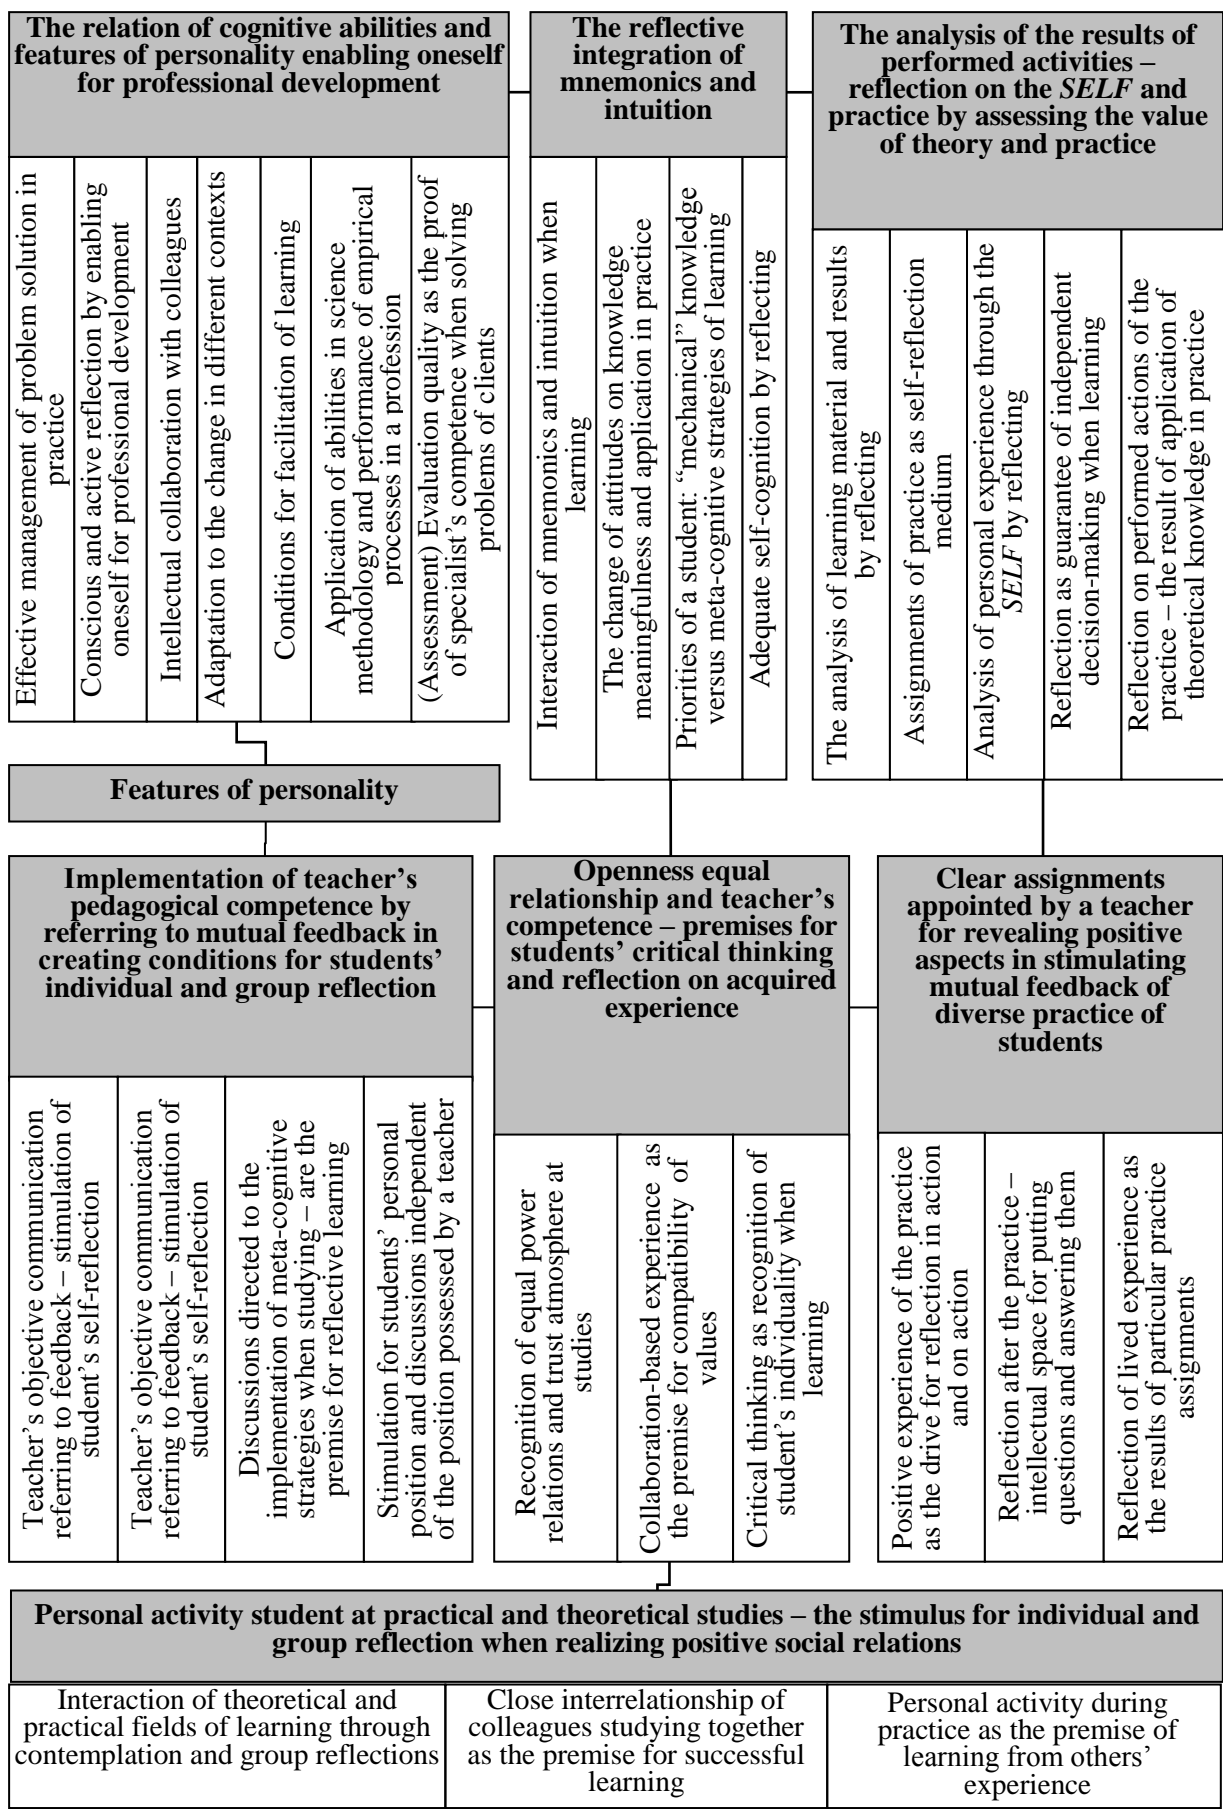 The relation of cognitive abilities and
features of personality enabling oneself
for professional development
Effective management of problem solution in
practice
Conscious and active reflection by enabling
oneself for professional development
Intellectual collaboration with colleagues
Adaptation to the change in different contexts
Conditions for facilitation of learning
Application of abilities in science
methodology and performance of empirical
processes in a profession
(Assessment) Evaluation quality as the proof
of specialist’s competence when solving
problems of clients
The reflective
integration of
mnemonics and
intuition
Interaction of mnemonics and intuition when
learning
The change of attitudes on knowledge
meaningfulness and application in practice
Priorities of a student: “mechanical” knowledge
versus meta-cognitive strategies of learning
Adequate self-cognition by reflecting
The analysis of the results of
performed activities –
reflection on the SELF and
practice by assessing the value
of theory and practice
The analysis of learning material and results
by reflecting
Assignments of practice as self-reflection
medium
Analysis of personal experience through the
SELF by reflecting
Reflection as guarantee of independent
decision-making when learning
Reflection on performed actions of the
practice – the result of application of
theoretical knowledge in practice
Features of personality
Implementation of teacher’s
pedagogical competence by
referring to mutual feedback in
creating conditions for students’
individual and group reflection
Teacher’s objective communication
referring to feedback – stimulation of
student’s self-reflection
Teacher’s objective communication
referring to feedback – stimulation of
student’s self-reflection
Discussions directed to the
implementation of meta-cognitive
strategies when studying – are the
premise for reflective learning
Stimulation for students’ personal
position and discussions independent
of the position possessed by a teacher
Openness equal
relationship and teacher’s
competence – premises for
students’ critical thinking
and reflection on acquired
experience
Recognition of equal power
relations and trust atmosphere at
studies
Collaboration-based experience as
the premise for compatibility of
values
Critical thinking as recognition of
student’s individuality when
learning
Clear assignments
appointed by a teacher
for revealing positive
aspects in stimulating
mutual feedback of
diverse practice of
students
Positive experience of the practice
as the drive for reflection in action
and on action
Reflection after the practice –
intellectual space for putting
questions and answering them
Reflection of lived experience as
the results of particular practice
assignments
Personal activity student at practical and theoretical studies – the stimulus for individual and
group reflection when realizing positive social relations
Interaction of theoretical and
practical fields of learning through
contemplation and group reflections
Close interrelationship of
colleagues studying together
as the premise for successful
learning
Personal activity during
practice as the premise of
learning from others’
experience